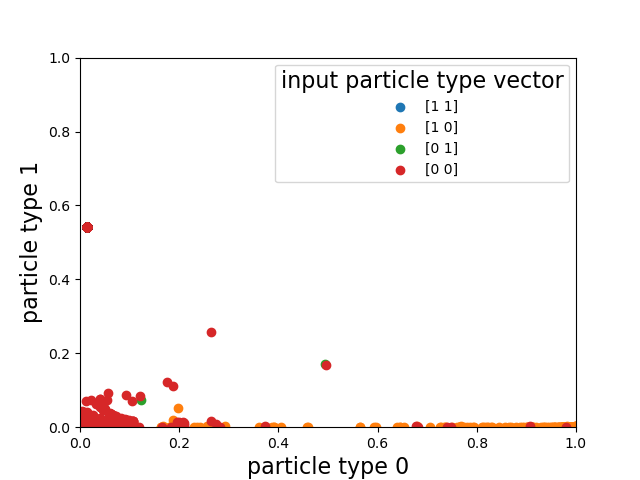 input particle type vector
[1 1]
[1 0]
[0 1]
[0 0]
1.0
0.8
0.6
0.4
0.2
0.0
particle type 1
0.0 0.2 0.4 0.6 0.8 1.0
particle type 0